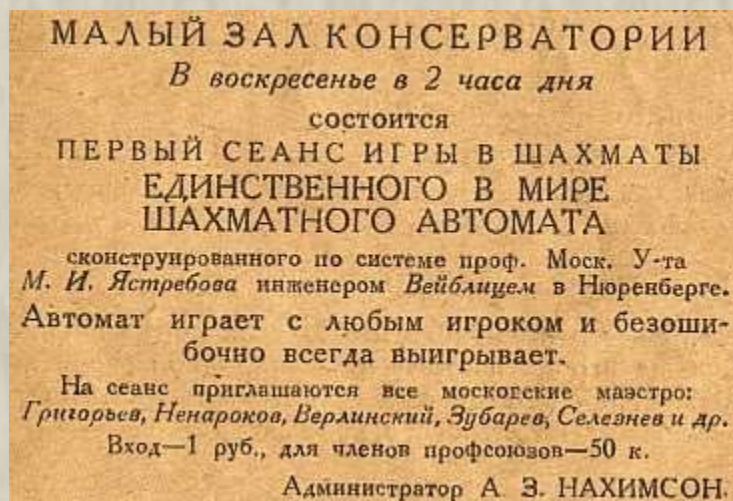 МАЛЫЙ ЗАЛ КОНСЕРВАТОРИИ
В воскресенье в 2 часа дня
состоится
ПЕРВЫЙ СЕАНС ИГРЫ В ШАХМАТЫ
ЕДИНСТВЕННОГО В МИРЕ
ШАХМАТНОГО АВТОМАТА
сконструированного по системе проф. Моск. У-та
М. И. Ястребова инженером Вейблицем в Нюренберге.
Автомат играет с любым игроком и безоши-
бочно всегда выигрывает.
На сеанс приглашаются все московские маэстро:
Григорьев, Ненароков, Верлинский, Зубарев, Селезнев и др.
Вход—1 руб., для членов профсоюзов—50 к.
Администратор А. З. НАХИМСОН.